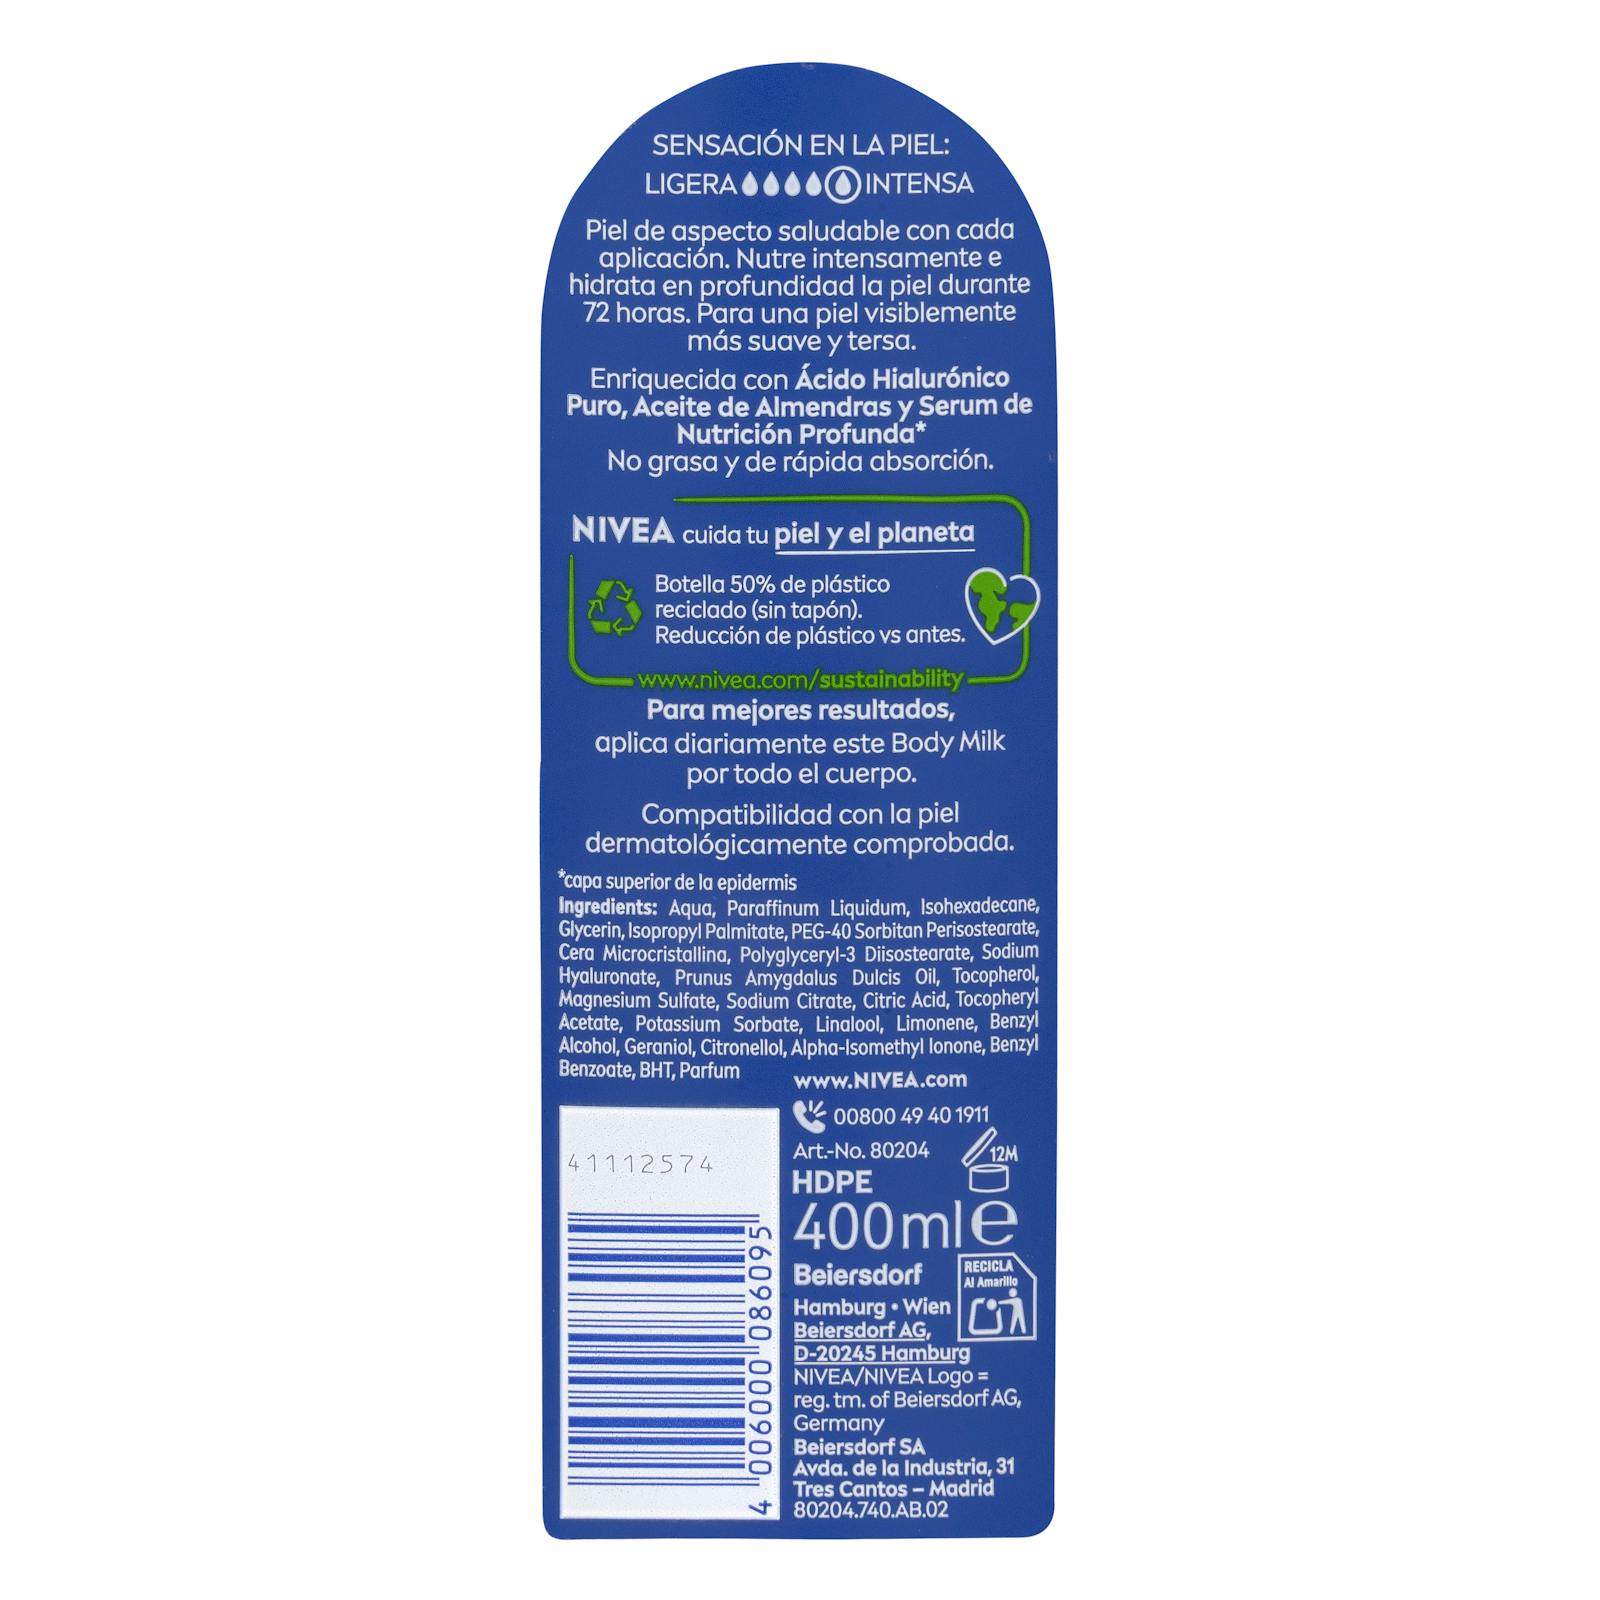 SENSACIÓN EN LA PIEL:
LIGERA INTENSA
Piel de aspecto saludable con cada
aplicación. Nutre intensamente e
hidrata en profundidad la piel durante
72 horas. Para una piel visiblemente
más suave y tersa.
Enriquecida con Ácido Hialurónico
Puro, Aceite de Almendras y Serum de
Nutrición Profunda*
No grasa y de rápida absorción.
NIVEA cuida tu piel y el planeta
Botella 50% de plástico
reciclado (sin tapón).
Reducción de plástico vs antes.
www.nivea.com/sustainability
Para mejores resultados,
aplica diariamente este Body Milk
por todo el cuerpo.
Compatibilidad con la piel
dermatológicamente comprobada.
*capa superior de la epidermis
Ingredients: Aqua, Paraffinum Liquidum, Isohexadecane,
Glycerin, Isopropyl Palmitate, PEG-40 Sorbitan Perisostearate,
Cera Microcristallina, Polyglyceryl-3 Diisostearate, Sodium
Hyaluronate, Prunus Amygdalus Dulcis Oil, Tocopherol,
Magnesium Sulfate, Sodium Citrate, Citric Acid, Tocopheryl
Acetate, Potassium Sorbate, Linalool, Limonene, Benzyl
Alcohol, Geraniol, Citronellol, Alpha-Isomethyl Ionone, Benzyl
Benzoate, BHT, Parfum
www.NIVEA.com
00800 49 40 1911
Art.-No. 80204
12M
HDPE
400ml e
Beiersdorf
RECICLA
Al Amarillo
Hamburg • Wien
Beiersdorf AG,
D-20245 Hamburg
NIVEA/NIVEA Logo =
reg. tm. of Beiersdorf AG,
Germany
Beiersdorf SA
Avda. de la Industria, 31
Tres Cantos – Madrid
80204.740.AB.02
41112574
4 006000 086095